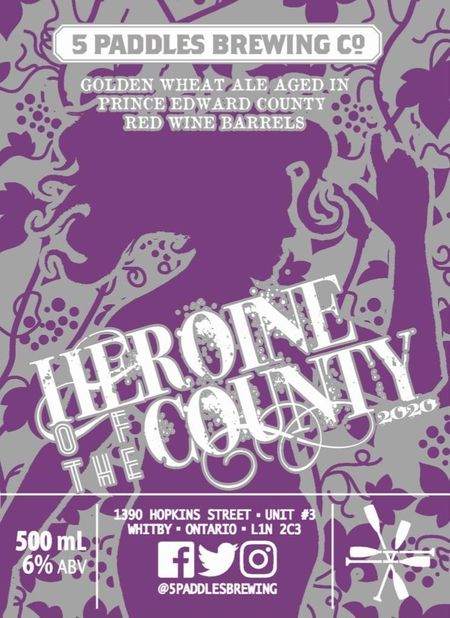 5 PADDLES BREWING CO
GOLDEN WHEAT ALE AGED IN
PRINCE EDWARD COUNTY
RED WINE BARRELS
HEROINE
OF
THE
COUNTY
2020
500 mL
6% ABV
1390 HOPKINS STREET ▪ UNIT #3
WHITBY ▪ ONTARIO ▪ L1N 2C3
@5PADDLESBREWING